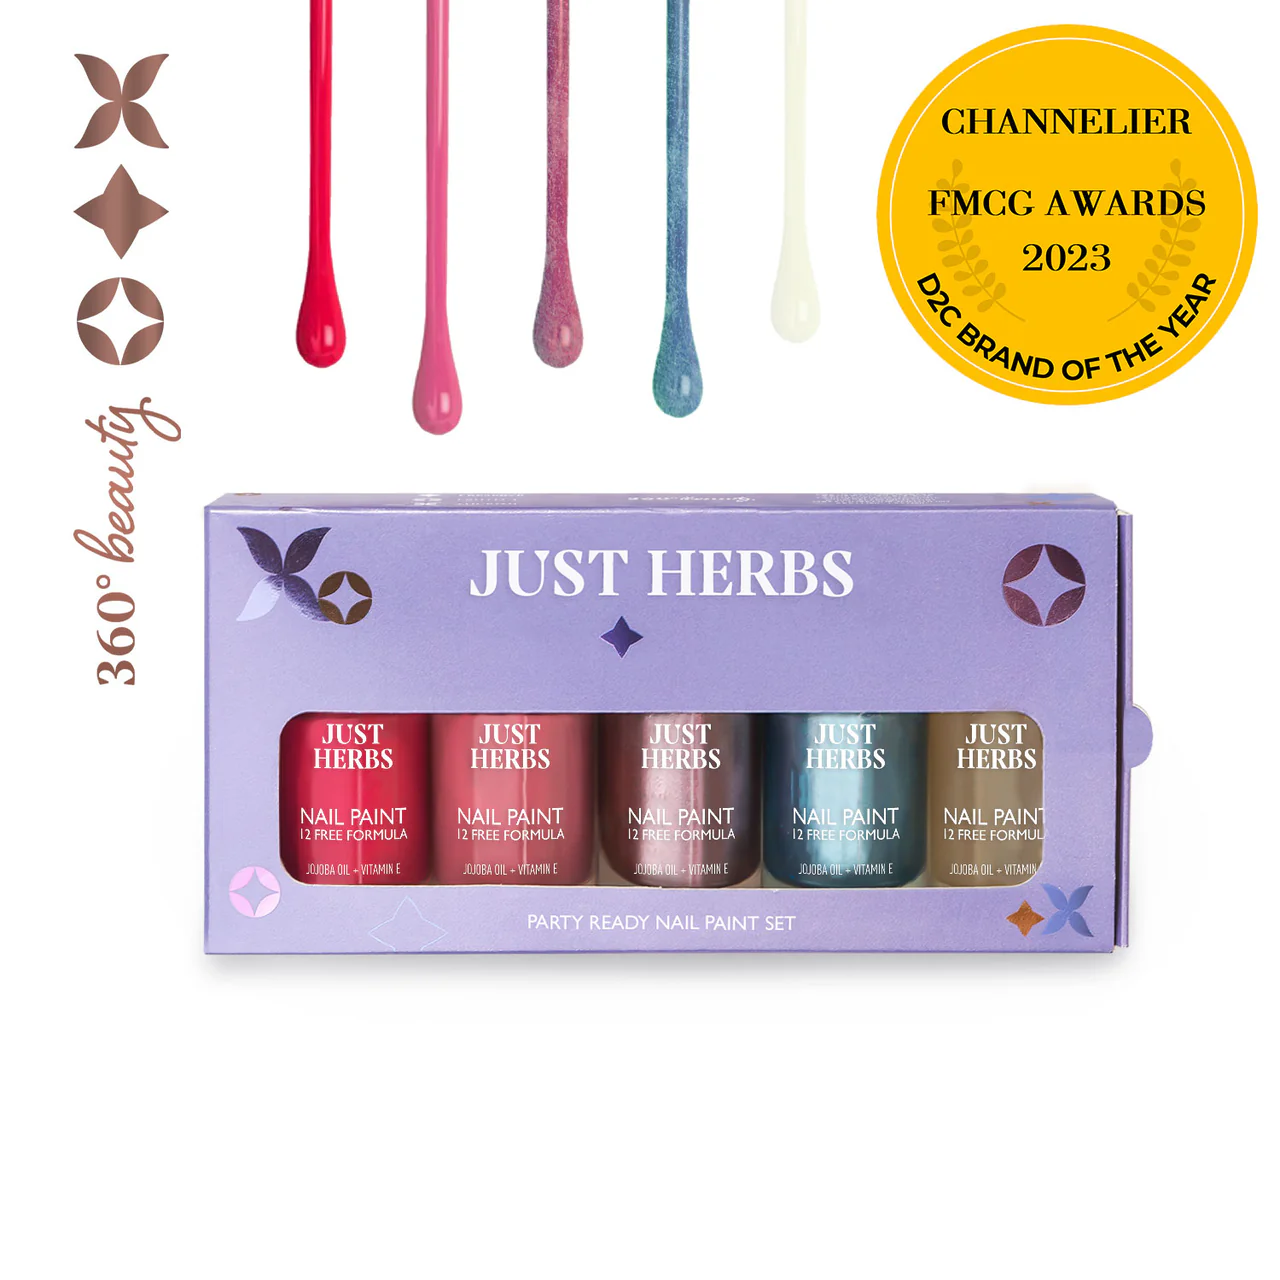 360° beauty
CHANNELIER
FMCG AWARDS
2023
D2C BRAND OF THE YEAR
JUST HERBS
JUST
HERBS
NAIL PAINT
12 FREE FORMULA
JOJOBA OIL + VITAMIN E
JUST
HERBS
NAIL PAINT
12 FREE FORMULA
JOJOBA OIL + VITAMIN E
JUST
HERBS
NAIL PAINT
12 FREE FORMULA
JOJOBA OIL + VITAMIN E
JUST
HERBS
NAIL PAINT
12 FREE FORMULA
JOJOBA OIL + VITAMIN E
JUST
HERBS
NAIL PAINT
12 FREE FORMULA
JOJOBA OIL + VITAMIN
PARTY READY NAIL PAINT SET